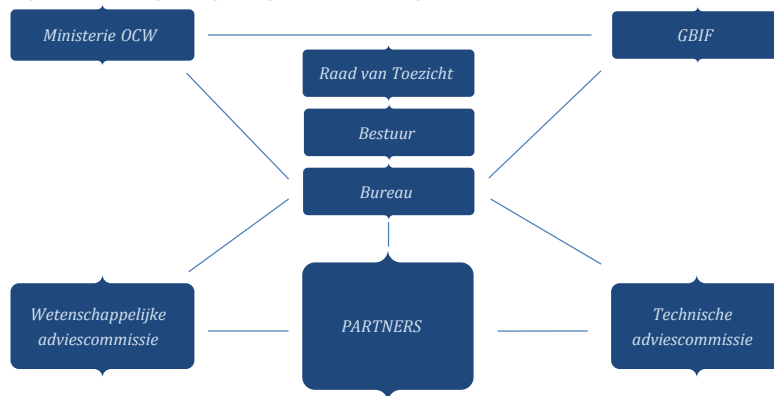 Ministerie OCW
GBIF
Raad van Toezicht
Bestuur
Bureau
Wetenschappelijke
adviescommissie
PARTNERS
Technische
adviescommissie